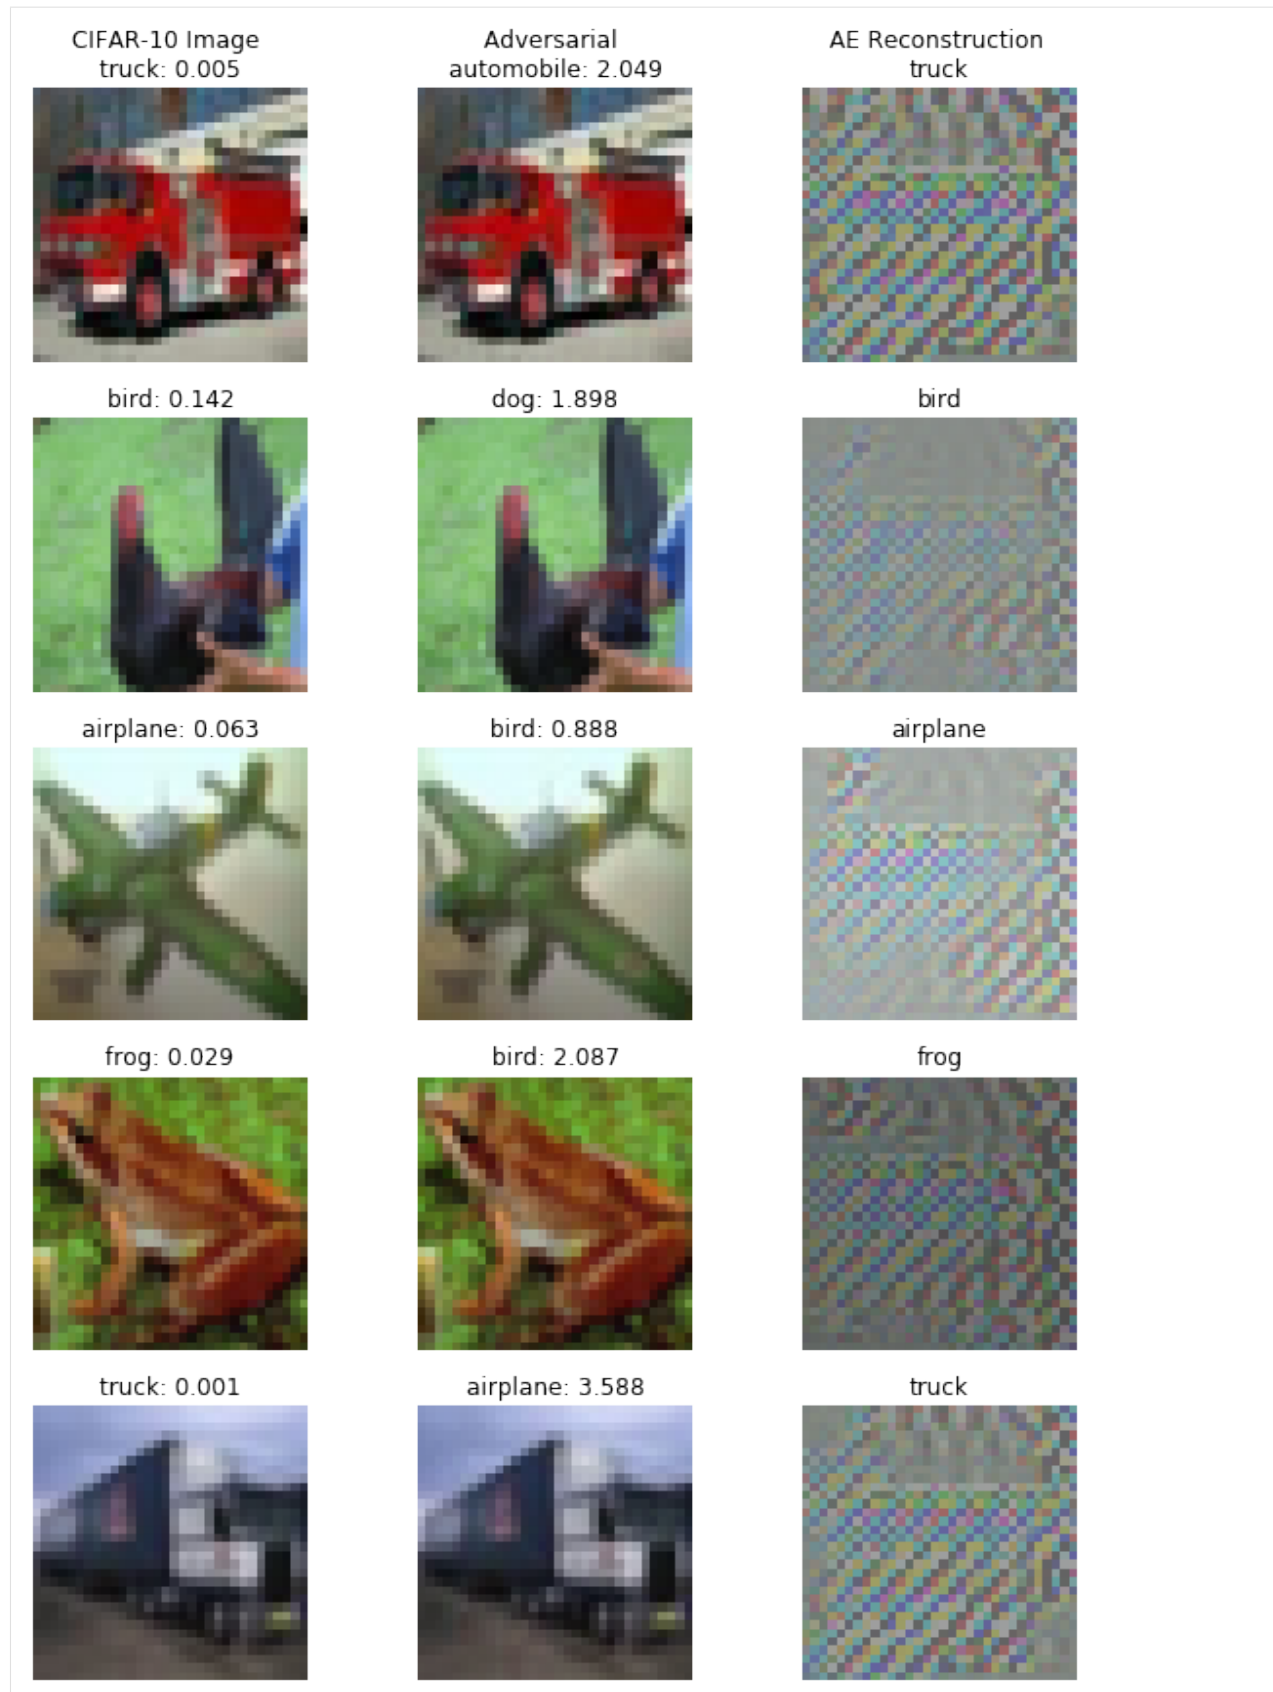 CIFAR-10 Image
truck: 0.005
Adversarial
automobile: 2.049
AE Reconstruction
truck
bird: 0.142
dog: 1.898
bird
airplane: 0.063
bird: 0.888
airplane
frog: 0.029
bird: 2.087
frog
truck: 0.001
airplane: 3.588
truck